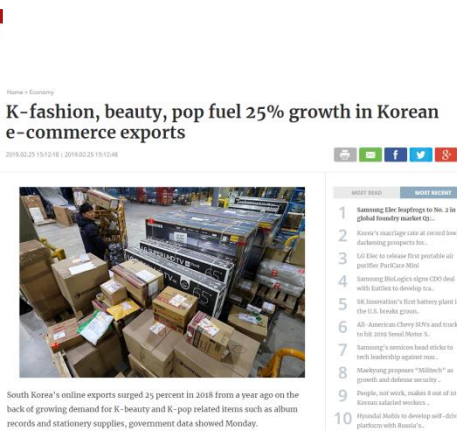 Home > Economy
K-fashion, beauty, pop fuel 25% growth in Korean
e-commerce exports
2019.02.25 15:12:18 | 2019.02.25 15:12:48
MOST READ
MOST RECENT
South Korea's online exports surged 25 percent in 2018 from a year ago on the
back of growing demand for K-beauty and K-pop related items such as album
records and stationery supplies, government data showed Monday.
1 Samsung Elec leapfrogs to No. 2 in
global foundry market Q3:..
2 Korea's marriage rate at record low
darkening prospects for..
3 LG Elec to release first portable air
purifier PuriCare Mini
4 Samsung BioLogics signs CDO deal
with Eutilex to develop tra..
5 SK Innovation's first battery plant i
the U.S. breaks groun..
6 All-American Chevy SUVs and truck
to hit 2019 Seoul Motor S..
7 Samsung's semicon head sticks to
tech leadership against mac..
8 Maekyung proposes "Militech" as
growth and defense security..
9 People, not work, makes 8 out of 10
Korean salaried workers..
10 Hyundai Mobis to develop self-driv
platform with Russia's..